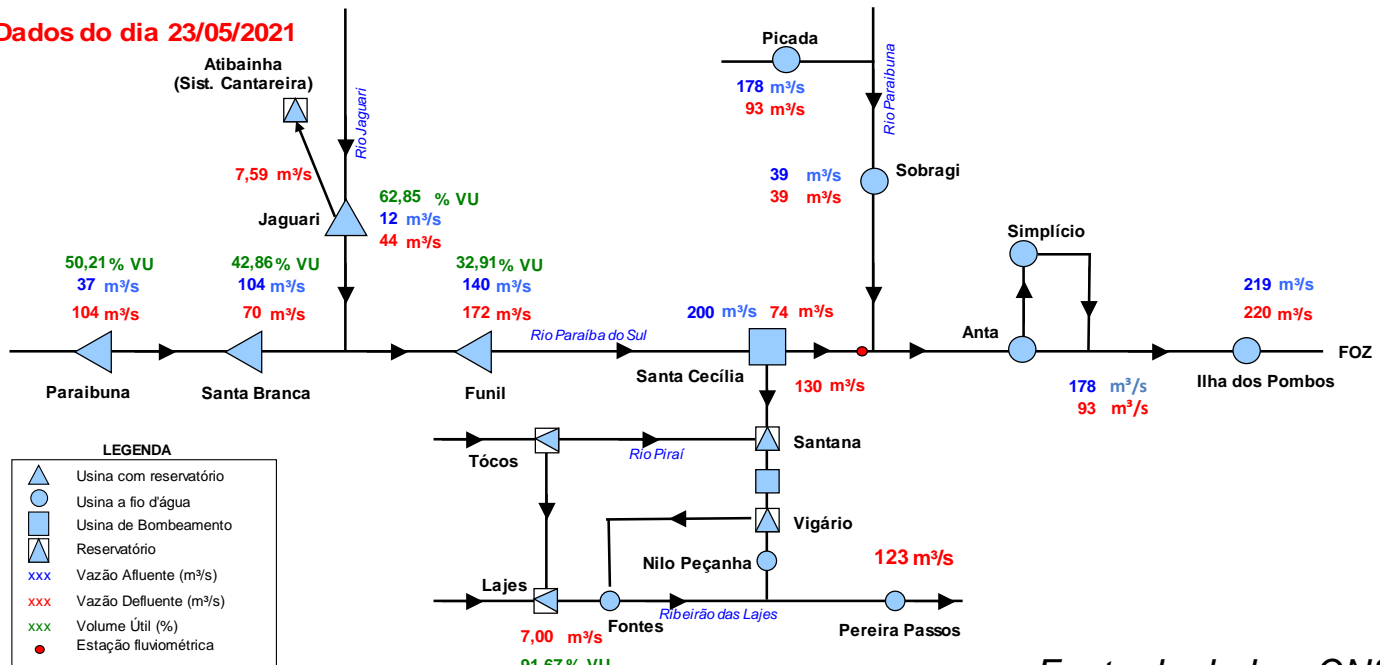 Dados do dia 23/05/2021
Atibainha
(Sist. Cantareira)
Rio Jaguari
7,59 m³/s
Jaguari
62,85 % VU
12 m³/s
44 m³/s
Picada
178 m³/s
93 m³/s
Rio Paraibuna
39 m³/s
39 m³/s
Sobragi
50,21 % VU
37 m³/s
104 m³/s
Paraibuna
42,86 % VU
104 m³/s
70 m³/s
Santa Branca
32,91 % VU
140 m³/s
172 m³/s
Funil
Rio Paraíba do Sul
200 m³/s 74 m³/s
Santa Cecília
130 m³/s
Simplício
Anta
178 m³/s
93 m³/s
219 m³/s
220 m³/s
Ilha dos Pombos
FOZ
Tócos
Rio Piraí
Santana
Vigário
Nilo Peçanha
123 m³/s
Lajes
Fontes
Ribeirão das Lajes
Pereira Passos
7,00 m³/s
91,67 % VU
LEGENDA
Usina com reservatório
Usina a fio d'água
Usina de Bombeamento
Reservatório
xxx Vazão Afluente (m³/s)
xxx Vazão Defluente (m³/s)
xxx Volume Útil (%)
Estação fluviométrica